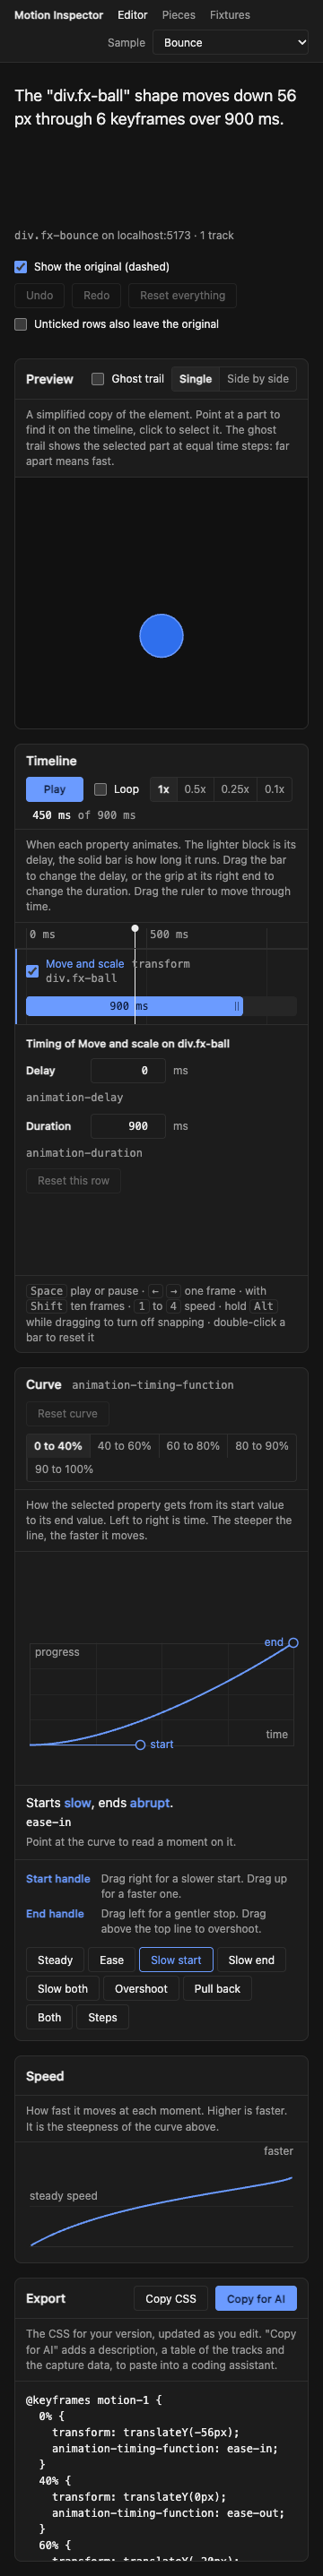 Motion Inspector Editor Pieces Fixtures
Sample Bounce
The "div.fx-ball" shape moves down 56
px through 6 keyframes over 900 ms.
div.fx-bounce on localhost:5173 · 1 track
Show the original (dashed)
Undo Redo Reset everything
Unticked rows also leave the original
Preview Ghost trail Single Side by side
A simplified copy of the element. Point at a part to
find it on the timeline, click to select it. The ghost
trail shows the selected part at equal time steps: far
apart means fast.
Timeline
Play Loop 1x 0.5x 0.25x 0.1x
450 ms of 900 ms
When each property animates. The lighter block is its
delay, the solid bar is how long it runs. Drag the bar
to change the delay, or the grip at its right end to
change the duration. Drag the ruler to move through
time.
0 ms 500 ms
Move and scale transform
div.fx-ball
900 ms
Timing of Move and scale on div.fx-ball
Delay 0 ms
animation-delay
Duration 900 ms
animation-duration
Reset this row
Space play or pause · ← → one frame · with
Shift ten frames · 1 to 4 speed · hold Alt
while dragging to turn off snapping · double-click a
bar to reset it
Curve animation-timing-function
Reset curve
0 to 40% 40 to 60% 60 to 80% 80 to 90%
90 to 100%
How the selected property gets from its start value
to its end value. Left to right is time. The steeper the
line, the faster it moves.
end
progress
time
start
Starts slow, ends abrupt.
ease-in
Point at the curve to read a moment on it.
Start handle Drag right for a slower start. Drag up
for a faster one.
End handle Drag left for a gentler stop. Drag
above the top line to overshoot.
Steady Ease Slow start Slow end
Slow both Overshoot Pull back
Both Steps
Speed
How fast it moves at each moment. Higher is faster.
It is the steepness of the curve above.
faster
steady speed
Export Copy CSS Copy for AI
The CSS for your version, updated as you edit. "Copy
for AI" adds a description, a table of the tracks and
the capture data, to paste into a coding assistant.
@keyframes motion-1 {
0% {
transform: translateY(-56px);
animation-timing-function: ease-in;
}
40% {
transform: translateY(0px);
animation-timing-function: ease-out;
}
60% {
transform: translateY(-20px);